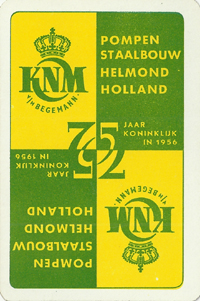 KNM
V/H BEGEMANN
POMPEN
STAALBOUW
HELMOND
HOLLAND
75
JAAR
KONINKLIJK
IN 1956
75
JAAR
KONINKLIJK
IN 1956
KNM
V/H BEGEMANN
POMPEN
STAALBOUW
HELMOND
HOLLAND